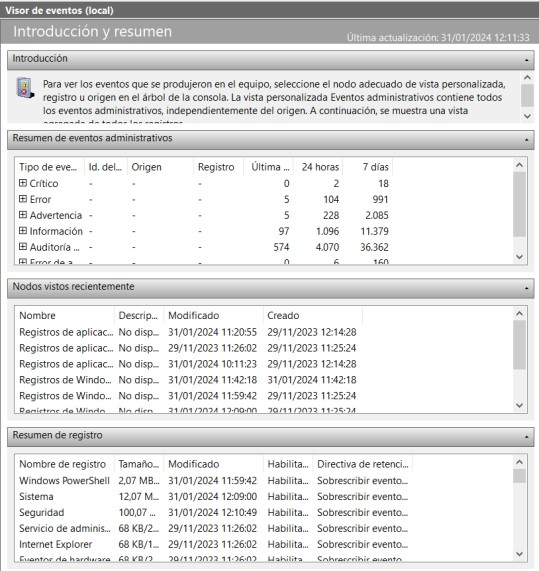 Visor de eventos (local)
Introducción y resumen Última actualización: 31/01/2024 12:11:33
Introducción
Para ver los eventos que se produjeron en el equipo, seleccione el nodo adecuado de vista personalizada,
registro u origen en el árbol de la consola. La vista personalizada Eventos administrativos contiene todos
los eventos administrativos, independientemente del origen. A continuación, se muestra una vista
agregada de todos los registros
Resumen de eventos administrativos
Tipo de eve... Id. del... Origen Registro Última ... 24 horas 7 días
Crítico - - - 0 2 18
Error - - - 5 104 991
Advertencia - - - 5 228 2.085
Información - - - 97 1.096 11.379
Auditoría ... - - - 574 4.070 36.362
Error de a... - - - 0 6 160
Nodos vistos recientemente
Nombre Descrip... Modificado Creado
Registros de aplicac... No disp... 31/01/2024 11:20:55 29/11/2023 12:14:28
Registros de aplicac... No disp... 29/11/2023 11:26:02 29/11/2023 11:25:24
Registros de aplicac... No disp... 31/01/2024 10:11:23 29/11/2023 12:14:28
Registros de Windo... No disp... 31/01/2024 11:42:18 31/01/2024 11:42:18
Registros de Windo... No disp... 31/01/2024 11:59:42 29/11/2023 11:25:24
Registros de Windo... No disp... 31/01/2024 12:09:00 29/11/2023 11:25:24
Resumen de registro
Nombre de registro Tamaño... Modificado Habilita... Directiva de retenci...
Windows PowerShell 2,07 MB... 31/01/2024 11:59:42 Habilita... Sobrescribir evento...
Sistema 12,07 M... 31/01/2024 12:09:00 Habilita... Sobrescribir evento...
Seguridad 100,07 ... 31/01/2024 12:10:49 Habilita... Sobrescribir evento...
Servicio de adminis... 68 KB/2... 29/11/2023 11:26:02 Habilita... Sobrescribir evento...
Internet Explorer 68 KB/1... 29/11/2023 11:26:02 Habilita... Sobrescribir evento...
Eventos de hardware 68 KB/2... 29/11/2023 11:26:02 Habilita... Sobrescribir evento...